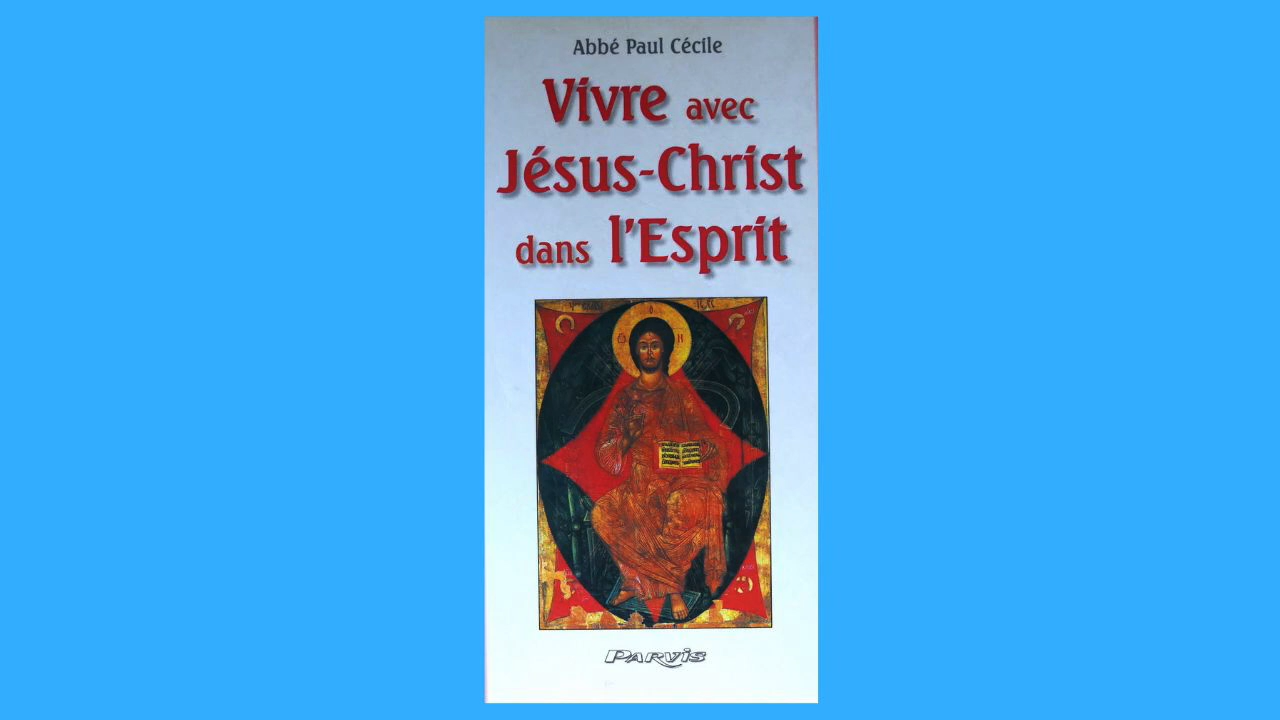 Abbé Paul Cécile
Vivre avec
Jésus-Christ
dans l'Esprit
PARVIS